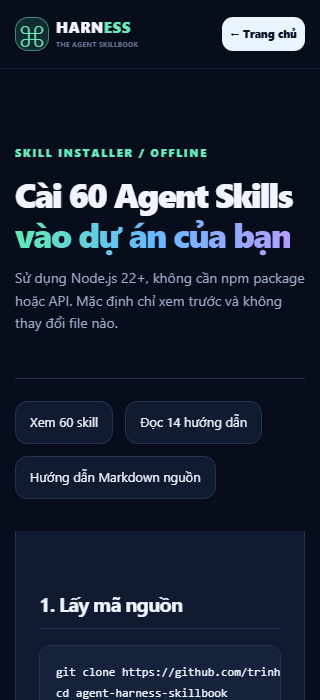 HARNESS
THE AGENT SKILLBOOK
← Trang chủ
SKILL INSTALLER / OFFLINE
Cài 60 Agent Skills
vào dự án của bạn
Sử dụng Node.js 22+, không cần npm package
hoặc API. Mặc định chỉ xem trước và không
thay đổi file nào.
Xem 60 skill
Đọc 14 hướng dẫn
Hướng dẫn Markdown nguồn
1. Lấy mã nguồn
git clone https://github.com/trinh
cd agent-harness-skillbook